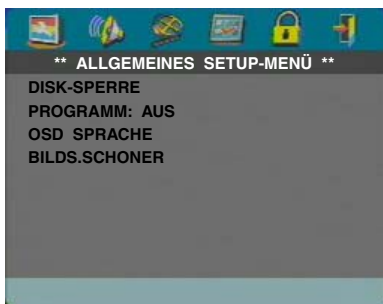 ** ALLGEMEINES SETUP-MENÜ **
DISK-SPERRE
PROGRAMM: AUS
OSD SPRACHE
BILDS.SCHONER